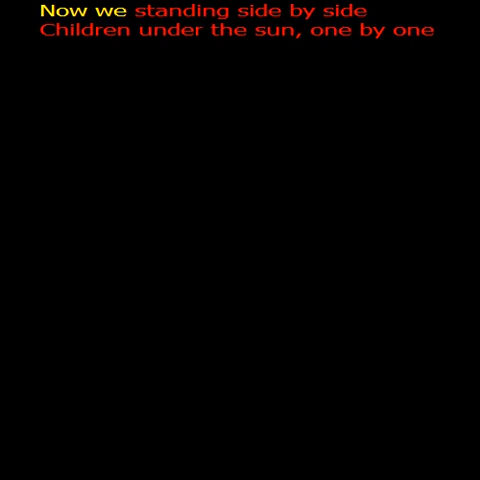 Now we standing side by side
Children under the sun, one by one